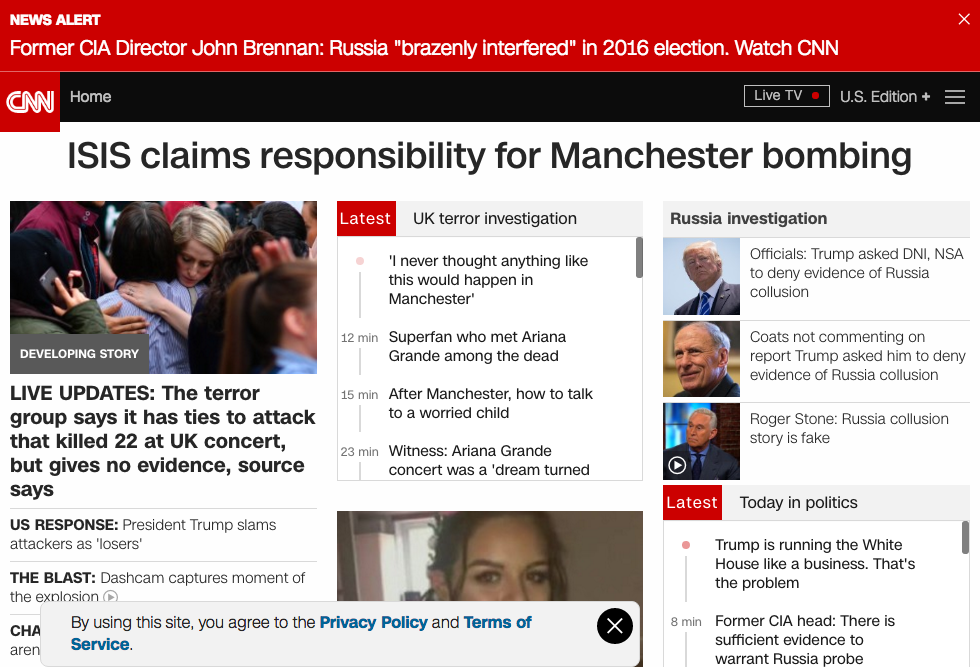 NEWS ALERT
Former CIA Director John Brennan: Russia "brazenly interfered" in 2016 election. Watch CNN
CNN
Home
Live TV
U.S. Edition +
ISIS claims responsibility for Manchester bombing
DEVELOPING STORY
LIVE UPDATES: The terror
group says it has ties to attack
that killed 22 at UK concert,
but gives no evidence, source
says
US RESPONSE: President Trump slams
attackers as 'losers'
THE BLAST: Dashcam captures moment of
the explosion
CHA
aren
Latest
UK terror investigation
'I never thought anything like
this would happen in
Manchester'
12 min
Superfan who met Ariana
Grande among the dead
15 min
After Manchester, how to talk
to a worried child
23 min
Witness: Ariana Grande
concert was a 'dream turned
Russia investigation
Officials: Trump asked DNI, NSA
to deny evidence of Russia
collusion
Coats not commenting on
report Trump asked him to deny
evidence of Russia collusion
Roger Stone: Russia collusion
story is fake
Latest
Today in politics
Trump is running the White
House like a business. That's
the problem
8 min
Former CIA head: There is
sufficient evidence to
warrant Russia probe
By using this site, you agree to the Privacy Policy and Terms of
Service.